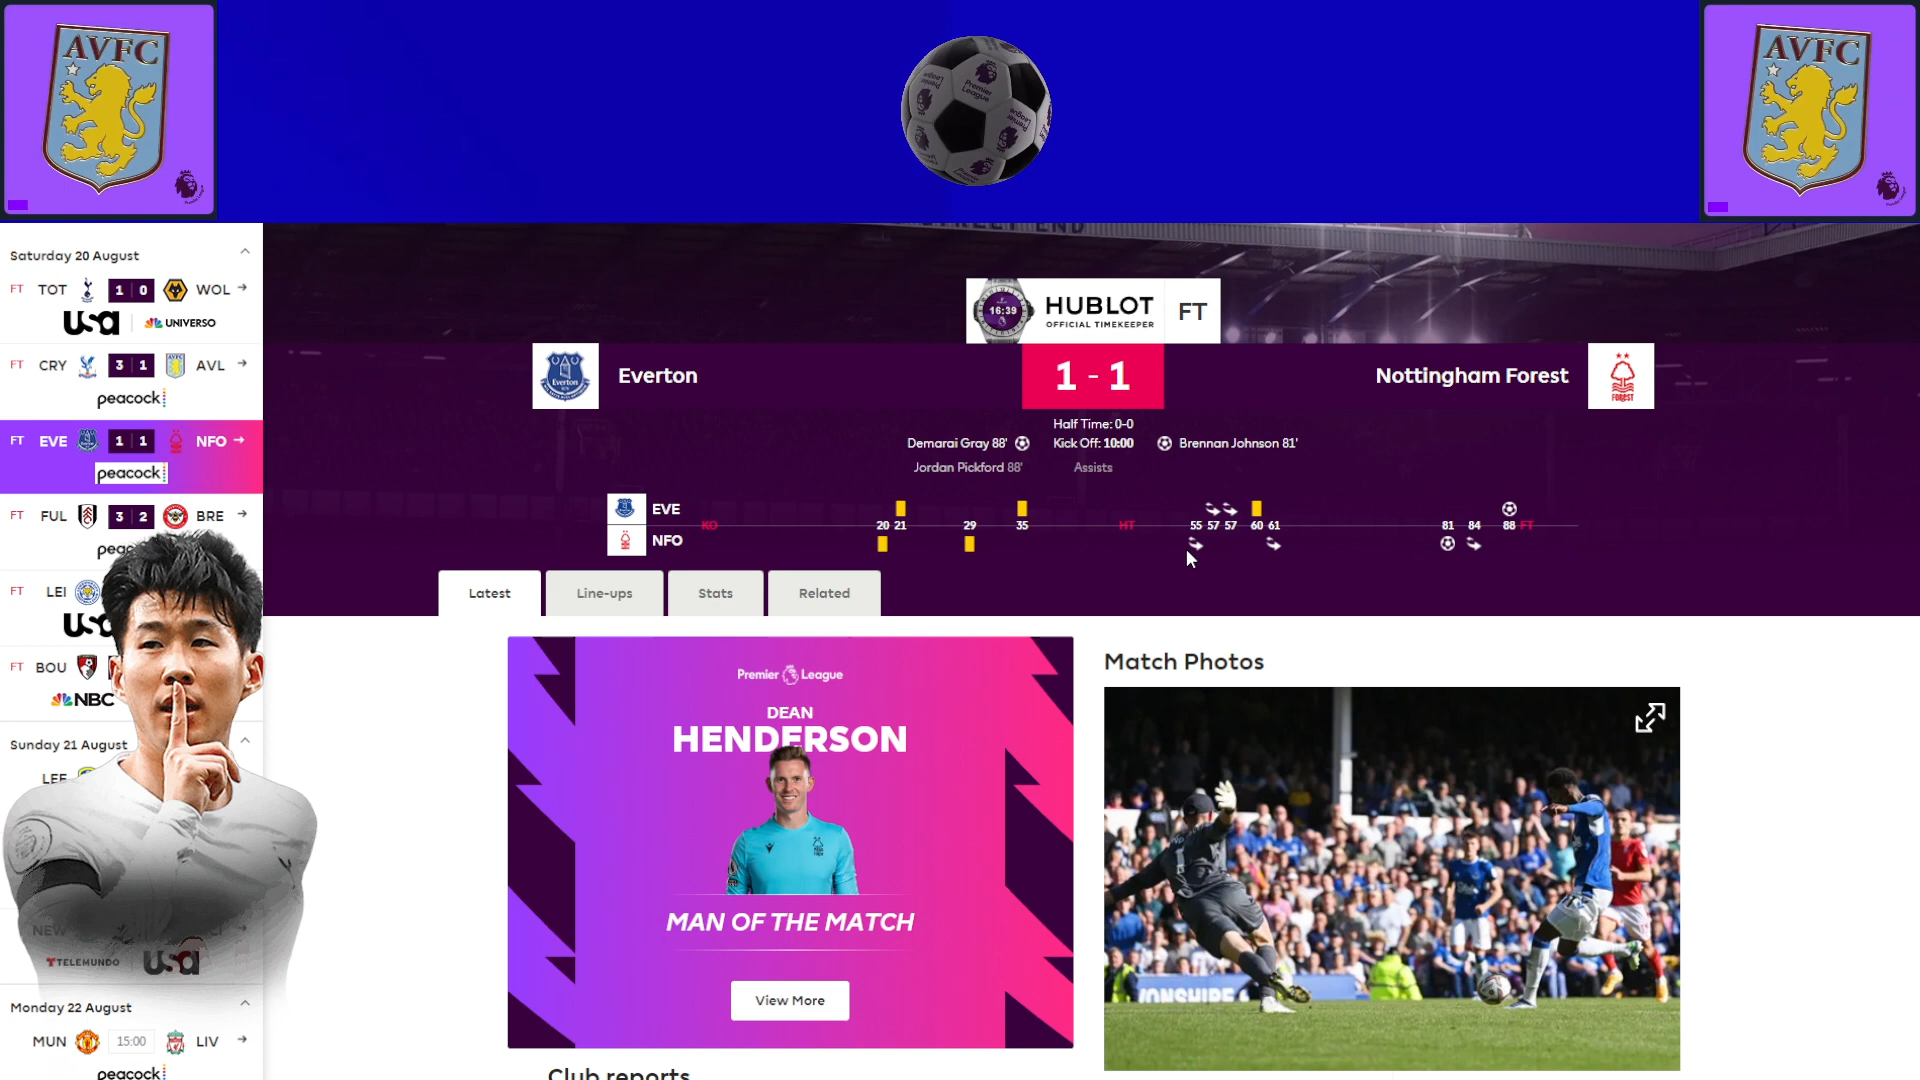 AVFC
AVFC
Premier League
Saturday 20 August
FT TOT 1 0 WOL
USA UNIVERSO
FT CRY 3 1 AVL
peacock
FT EVE 1 1 NFO
peacock
FT FUL 3 2 BRE
FT LEI
FT BOU
NBC
Sunday 21 August
LEE
NEW
TELEMUNDO USA
Monday 22 August
MUN 15:00 LIV
peacock
16:39 HUBLOT FT
OFFICIAL TIMEKEEPER
Everton 1 - 1 Nottingham Forest
FOREST
Half Time: 0-0
Demarai Gray 88' Kick Off: 10:00 Brennan Johnson 81'
Jordan Pickford 88' Assists
EVE
KO 20 21 29 35 HT 55 57 57 60 61 81 84 88 FT
NFO
Latest Line-ups Stats Related
Premier League
DEAN
HENDERSON
MAN OF THE MATCH
View More
Match Photos
Club reports